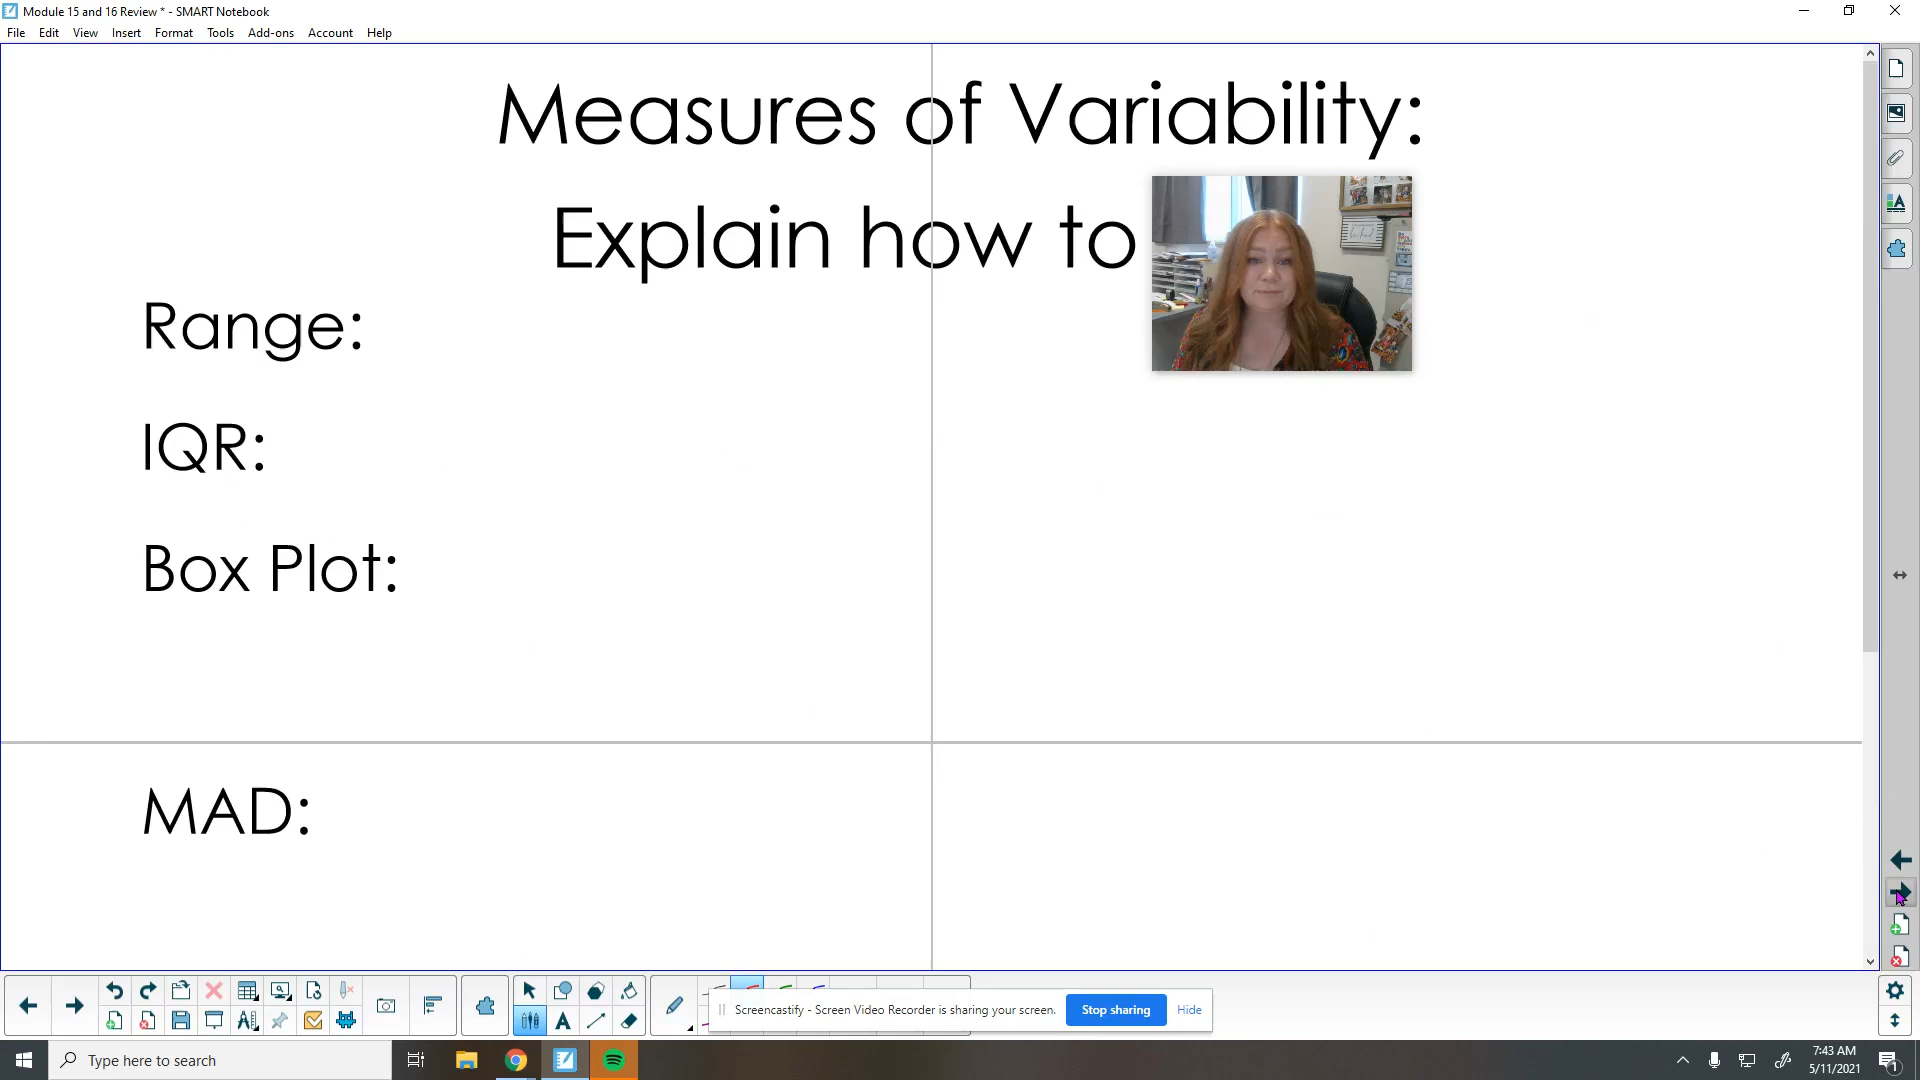 Module 15 and 16 Review * - SMART Notebook
File Edit View Insert Format Tools Add-ons Account Help
Measures of Variability:
Explain how to
Range:
IQR:
Box Plot:
MAD:
Screencastify - Screen Video Recorder is sharing your screen. Stop sharing Hide
Type here to search
7:43 AM
5/11/2021
1